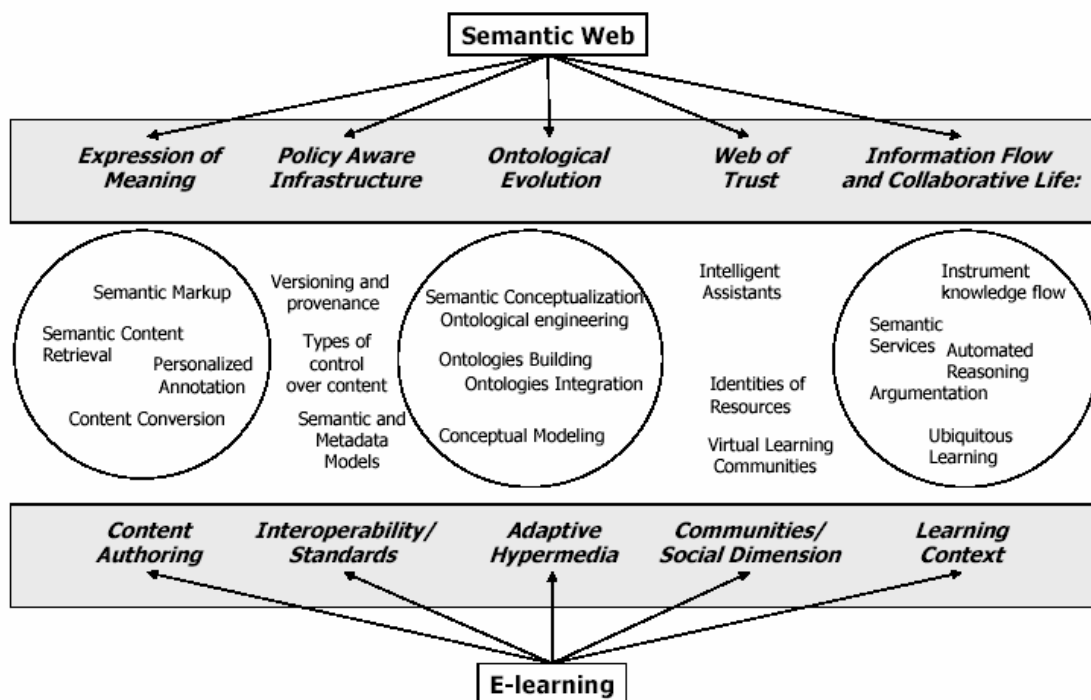 Semantic Web
Expression of
Meaning
Policy Aware
Infrastructure
Ontological
Evolution
Web of
Trust
Information Flow
and Collaborative Life:
Semantic Markup
Semantic Content
Retrieval
Personalized
Annotation
Content Conversion
Versioning and
provenance
Types of
control
over content
Semantic and
Metadata
Models
Semantic Conceptualization
Ontological engineering
Ontologies Building
Ontologies Integration
Conceptual Modeling
Intelligent
Assistants
Identities of
Resources
Virtual Learning
Communities
Instrument
knowledge flow
Semantic
Services
Automated
Reasoning
Argumentation
Ubiquitous
Learning
Content
Authoring
Interoperability/
Standards
Adaptive
Hypermedia
Communities/
Social Dimension
Learning
Context
E-learning